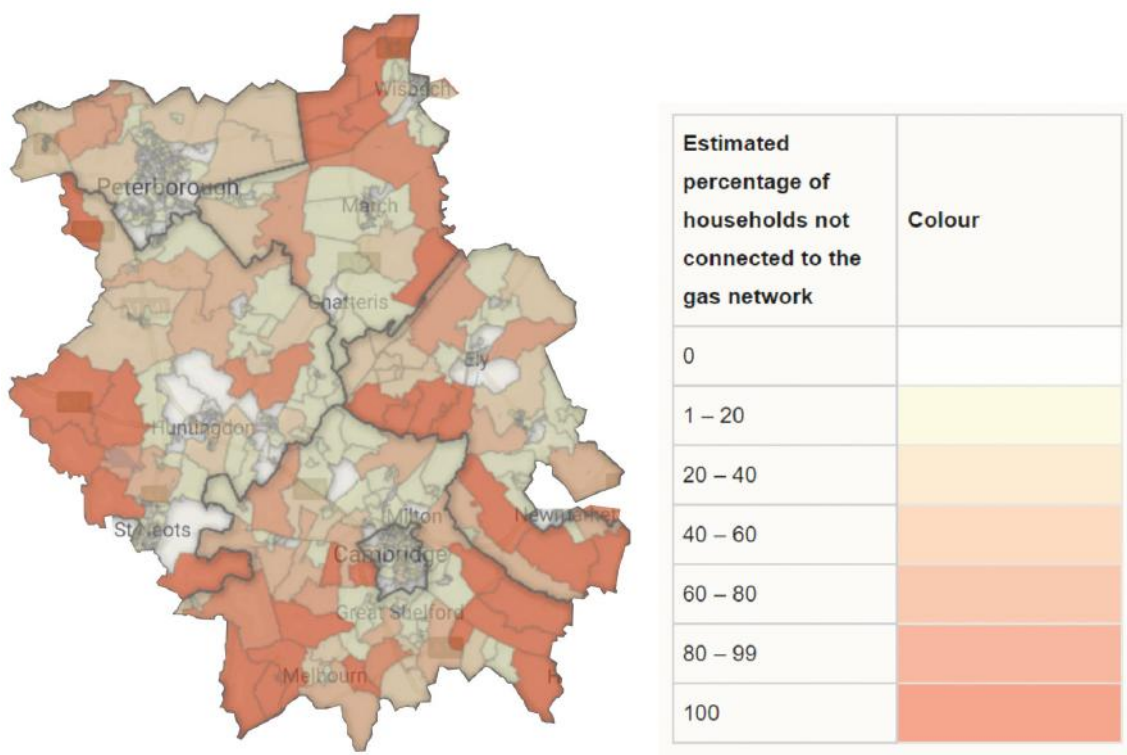 Wisbech
Peterborough
March
Chatteris
Ely
Huntingdon
St Neots
Milton
Newmarket
Cambridge
Great Shelford
Melbourn
H
Estimated
percentage of
households not
connected to the
gas network
Colour
0
1 – 20
20 – 40
40 – 60
60 – 80
80 – 99
100